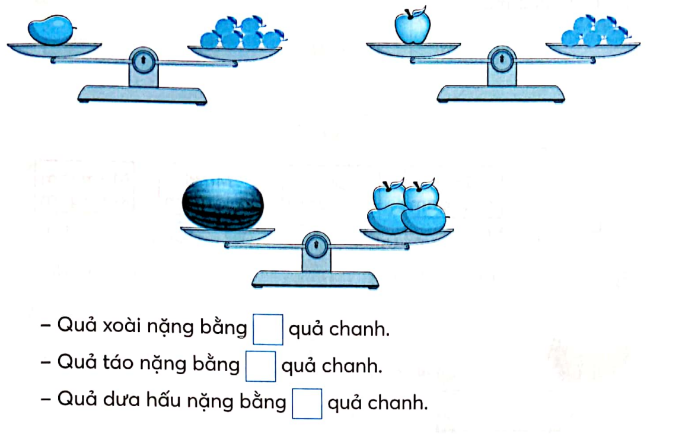 – Quả xoài nặng bằng quả chanh.
– Quả táo nặng bằng quả chanh.
– Quả dưa hấu nặng bằng quả chanh.